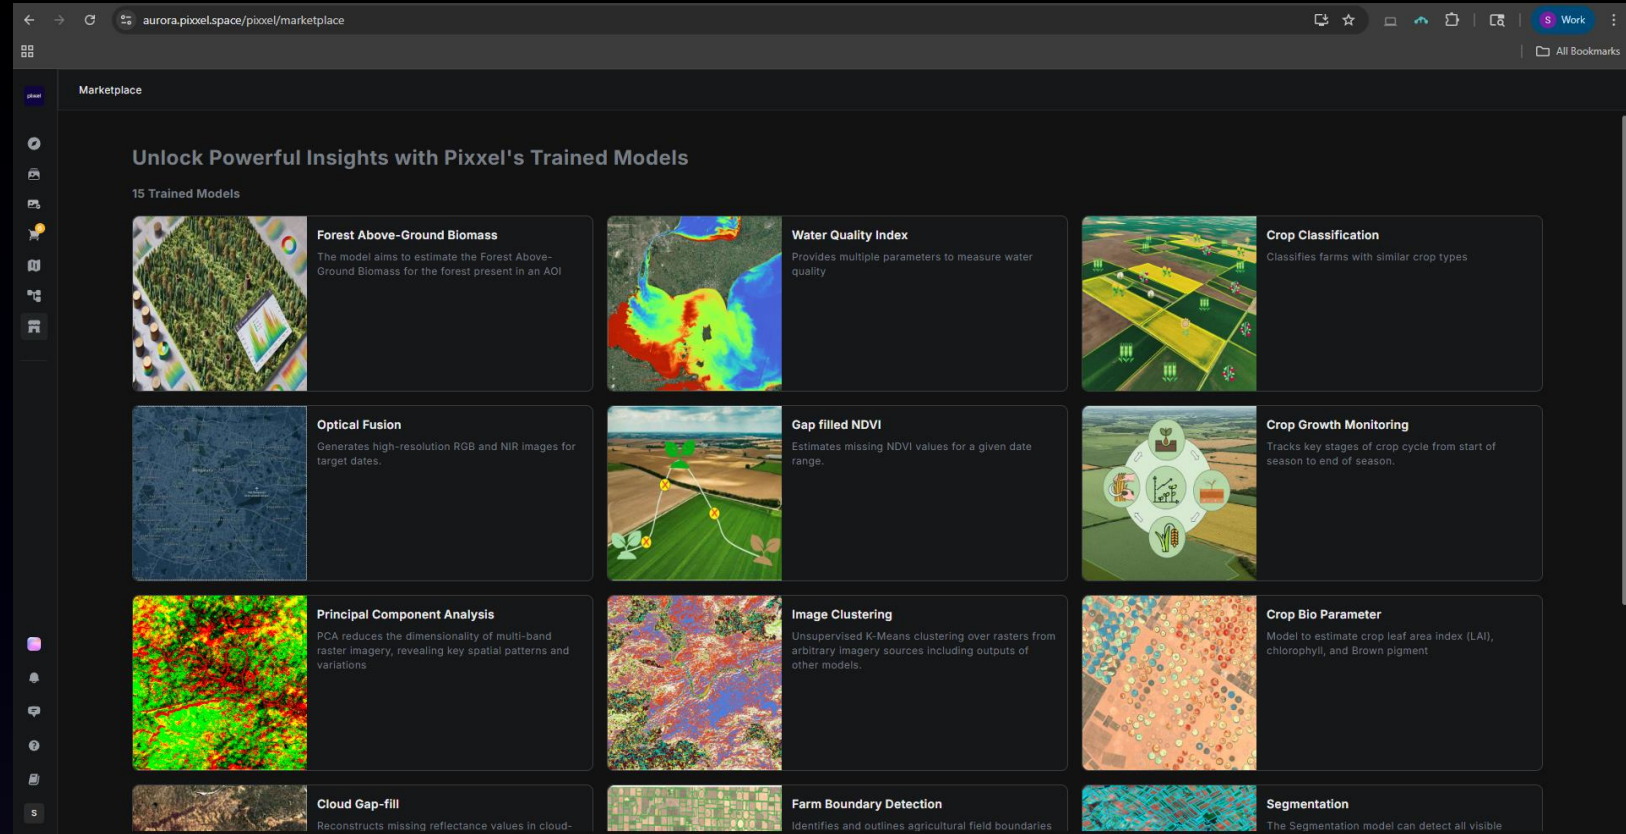 aurora.pixxel.space/pixxel/marketplace
S Work
All Bookmarks
pixxel
Marketplace
Unlock Powerful Insights with Pixxel's Trained Models
15 Trained Models
Forest Above-Ground Biomass
The model aims to estimate the Forest Above-
Ground Biomass for the forest present in an AOI
Water Quality Index
Provides multiple parameters to measure water
quality
Crop Classification
Classifies farms with similar crop types
Optical Fusion
Generates high-resolution RGB and NIR images for
target dates.
Gap filled NDVI
Estimates missing NDVI values for a given date
range.
Crop Growth Monitoring
Tracks key stages of crop cycle from start of
season to end of season.
Principal Component Analysis
PCA reduces the dimensionality of multi-band
raster imagery, revealing key spatial patterns and
variations
Image Clustering
Unsupervised K-Means clustering over rasters from
arbitrary imagery sources including outputs of
other models.
Crop Bio Parameter
Model to estimate crop leaf area index (LAI),
chlorophyll, and Brown pigment
Cloud Gap-fill
Reconstructs missing reflectance values in cloud-
Farm Boundary Detection
Identifies and outlines agricultural field boundaries
Segmentation
The Segmentation model can detect all visible
S